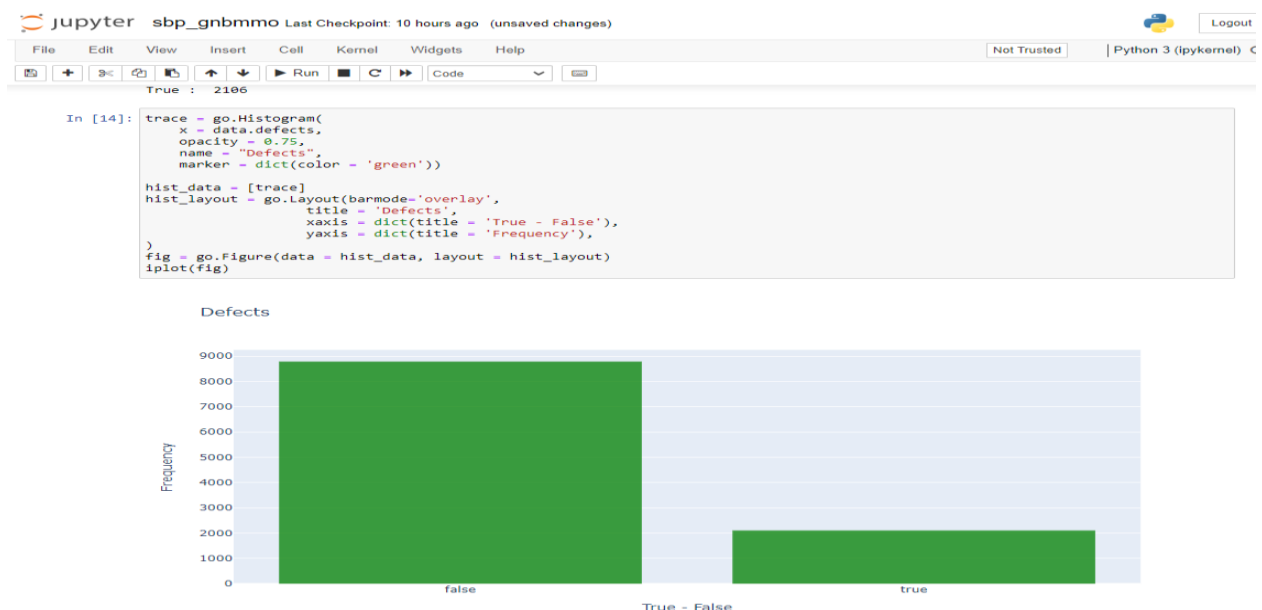 jupyter sbp_gnbmmo Last Checkpoint: 10 hours ago (unsaved changes) Logout
File Edit View Insert Cell Kernel Widgets Help Not Trusted Python 3 (ipykernel)
Run Code
True : 2106
In [14]: trace = go.Histogram(
x = data.defects,
opacity = 0.75,
name = "Defects",
marker = dict(color = 'green'))
hist_data = [trace]
hist_layout = go.Layout(barmode='overlay',
title = 'Defects',
xaxis = dict(title = 'True - False'),
yaxis = dict(title = 'Frequency'),
)
fig = go.Figure(data = hist_data, layout = hist_layout)
iplot(fig)
Defects
9000
8000
7000
6000
5000
4000
3000
2000
1000
0
Frequency
false true
True - False